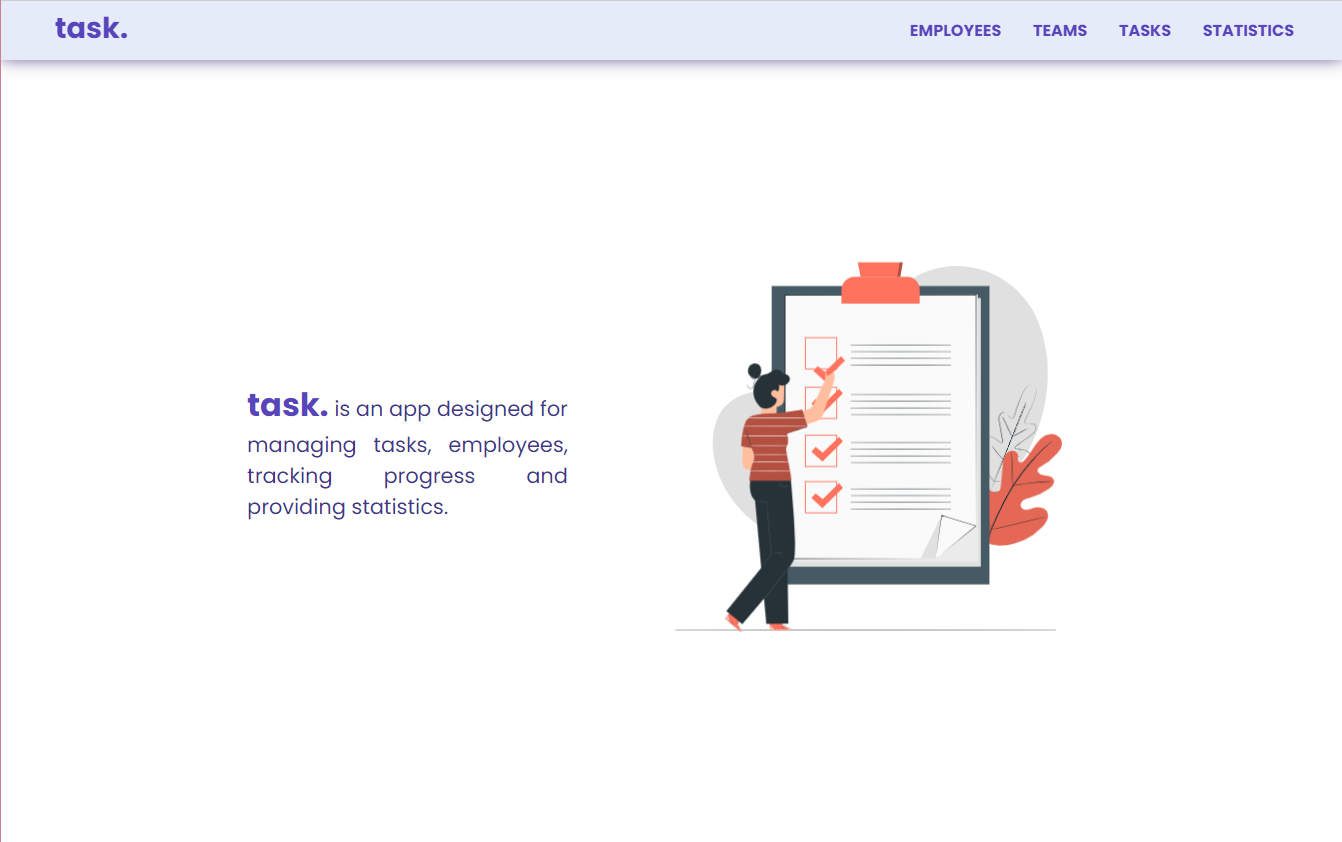 task.
EMPLOYEES TEAMS TASKS STATISTICS
task. is an app designed for
managing tasks, employees,
tracking progress and
providing statistics.